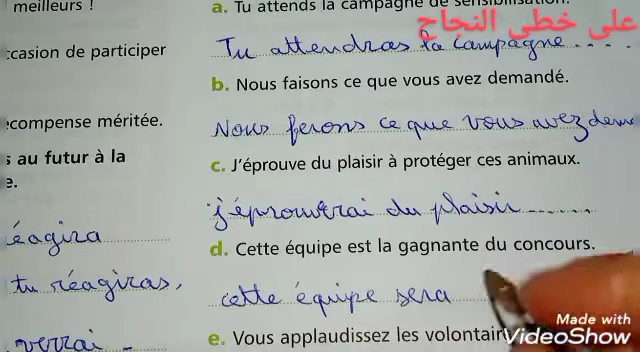 meilleurs !
ccasion de participer
compense méritée.
s au futur à la
e.
éagira
tu réagiras,
verrai -
a. Tu attends la campagne de sensibilisation.
Tu attendras la campagne ....
b. Nous faisons ce que vous avez demandé.
Nous ferons ce que vous avez dem
c. J'éprouve du plaisir à protéger ces animaux.
j'éprouverai du plaisir ......
d. Cette équipe est la gagnante du concours.
cette équipe sera
e. Vous applaudissez les volontair
على خطى النجاح
Made with
VideoShow